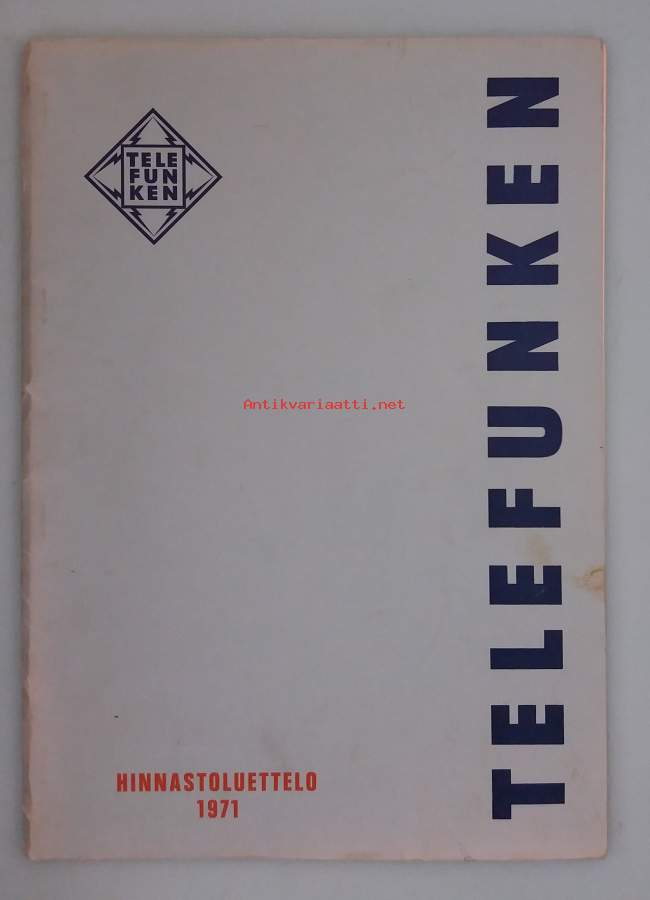 TELE
FUN
KEN
TELEFUNKEN
Antikvariaatti.net
HINNASTOLUETTELO
1971